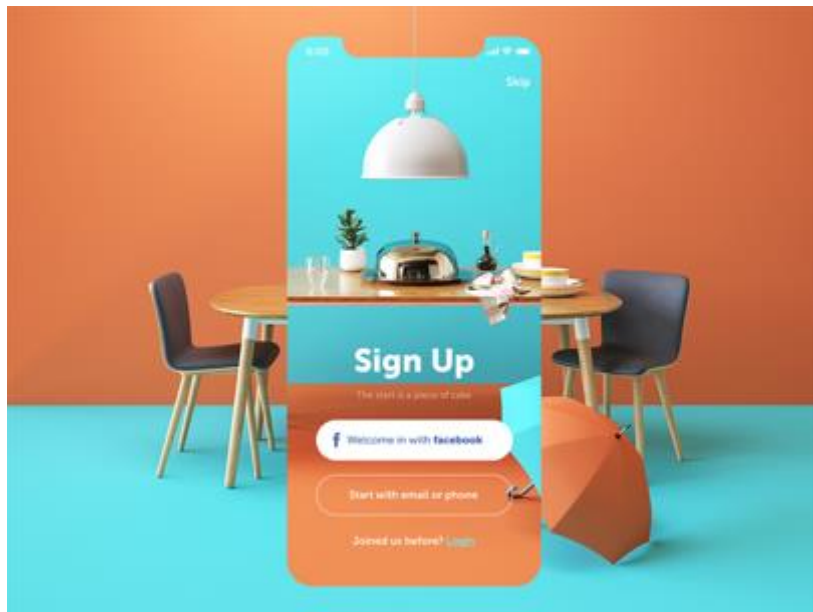 Skip
Sign Up
The start is a piece of cake
f Welcome in with facebook
Start with email or phone
Joined us before? Login